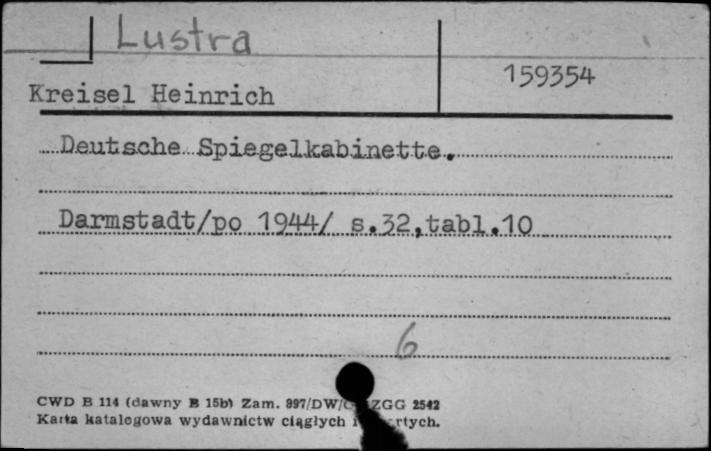 Lustra
159354
Kreisel Heinrich
Deutsche Spiegelkabinette.
Darmstadt/po 1944/ s.32,tabl.10
6
CWD B 114 (dawny B 15b) Zam. 897/DW/ ZGG 2542
Karta katalogowa wydawnictw ciągłych i